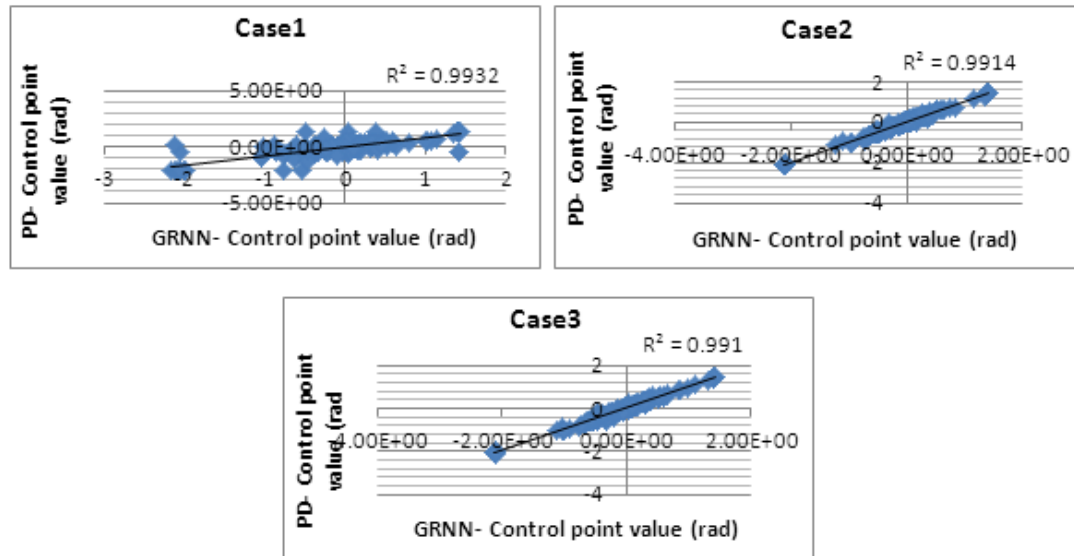 Case1
R² = 0.9932
PD- Control point
value (rad)
5.00E+00
0.00E+00
-5.00E+00
-3
-2
-1
0
1
2
GRNN- Control point value (rad)
Case2
R² = 0.9914
PD- Control point
value (rad)
2
0
-2
-4
-4.00E+00
-2.00E+00
0.00E+00
2.00E+00
GRNN- Control point value (rad)
Case3
R² = 0.991
PD- Control point
value (rad
2
0
-2
-4
-4.00E+00
-2.00E+00
0.00E+00
2.00E+00
GRNN- Control point value (rad)